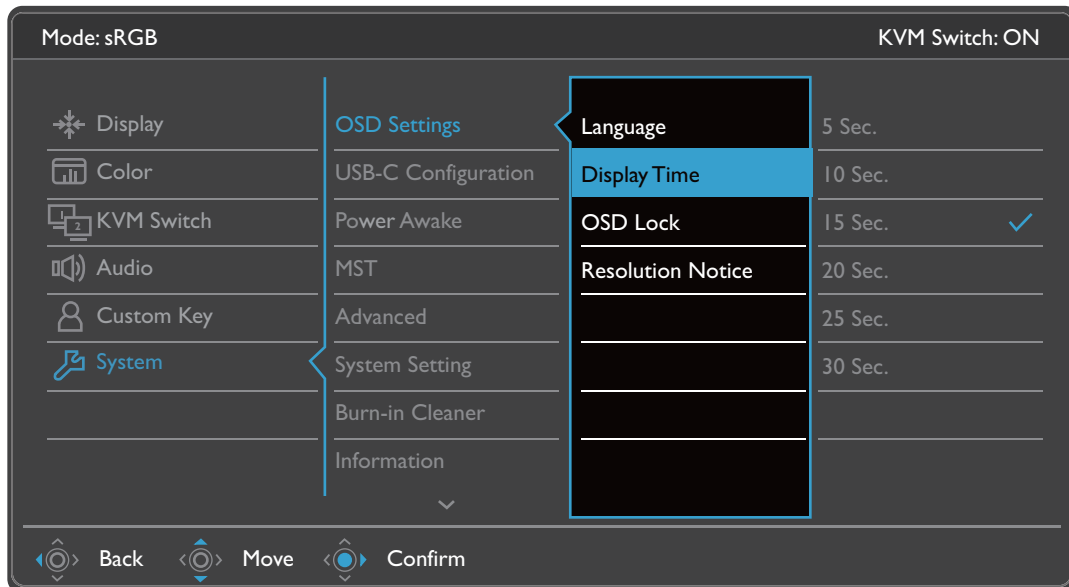 Mode: sRGB
KVM Switch: ON
Display
Color
1 2 KVM Switch
Audio
Custom Key
System
OSD Settings
USB-C Configuration
Power Awake
MST
Advanced
System Setting
Burn-in Cleaner
Information
Language
Display Time
OSD Lock
Resolution Notice
5 Sec.
10 Sec.
15 Sec.
20 Sec.
25 Sec.
30 Sec.
Back Move Confirm